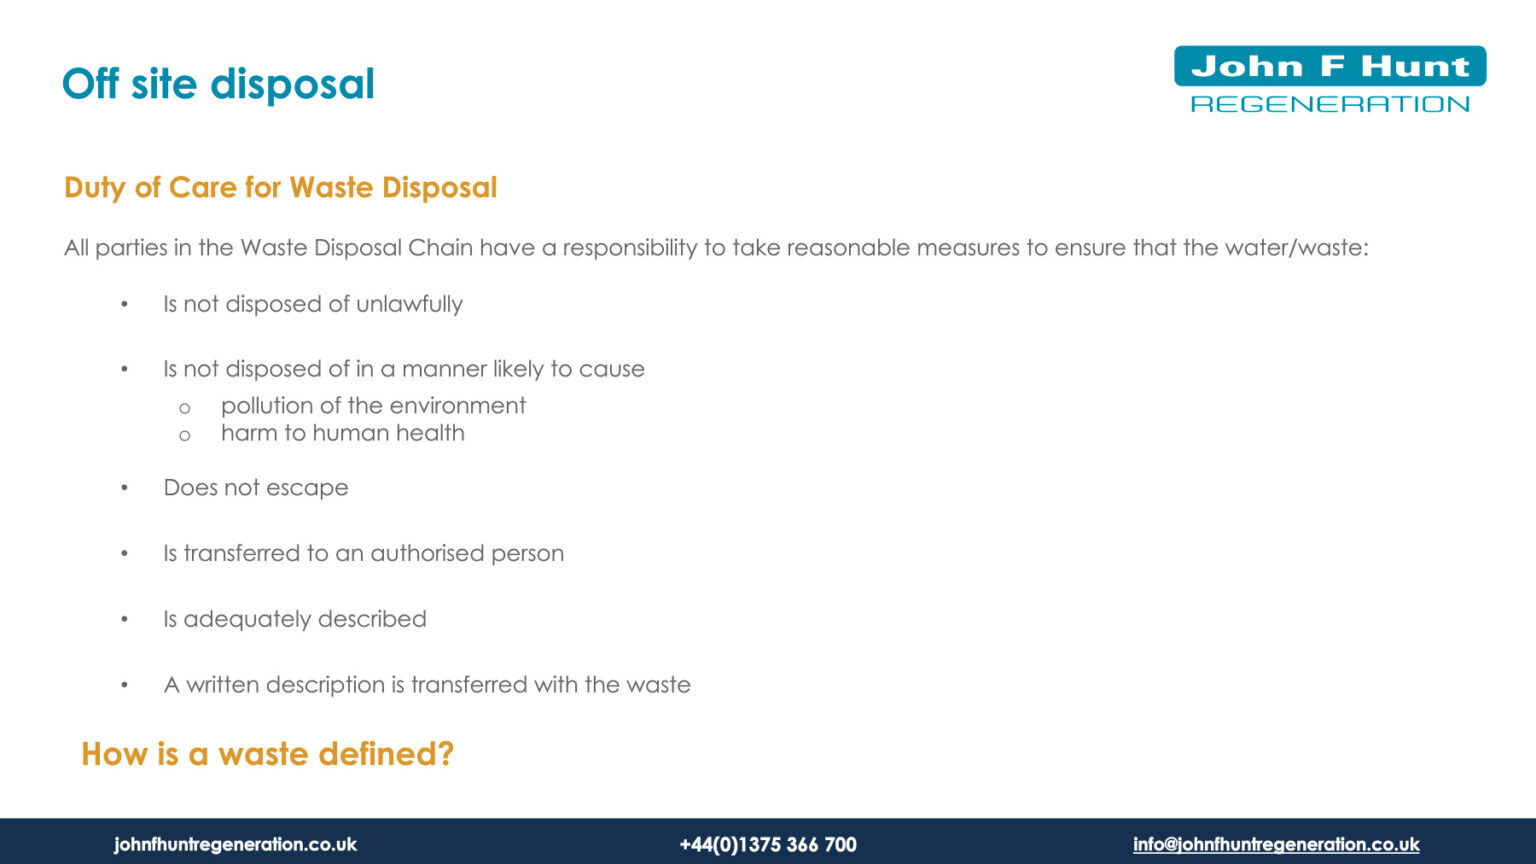 Off site disposal
John F Hunt
REGENERATION
Duty of Care for Waste Disposal
All parties in the Waste Disposal Chain have a responsibility to take reasonable measures to ensure that the water/waste:
• Is not disposed of unlawfully
• Is not disposed of in a manner likely to cause
o pollution of the environment
o harm to human health
• Does not escape
• Is transferred to an authorised person
• Is adequately described
• A written description is transferred with the waste
How is a waste defined?
johnfhuntregeneration.co.uk +44(0)1375 366 700 info@johnfhuntregeneration.co.uk